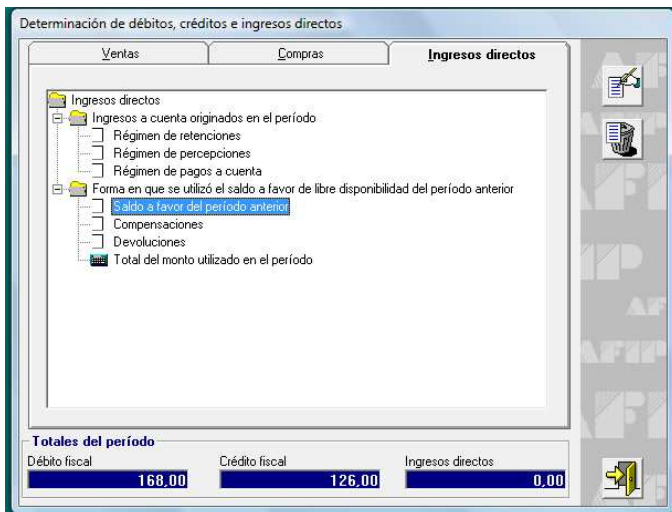 Determinación de débitos, créditos e ingresos directos
Ventas
Compras
Ingresos directos
Ingresos directos
Ingresos a cuenta originados en el período
Régimen de retenciones
Régimen de percepciones
Régimen de pagos a cuenta
Forma en que se utilizó el saldo a favor de libre disponibilidad del período anterior
Saldo a favor del período anterior
Compensaciones
Devoluciones
Total del monto utilizado en el período
AFIP
Totales del período
Débito fiscal
Crédito fiscal
Ingresos directos
168,00
126,00
0,00